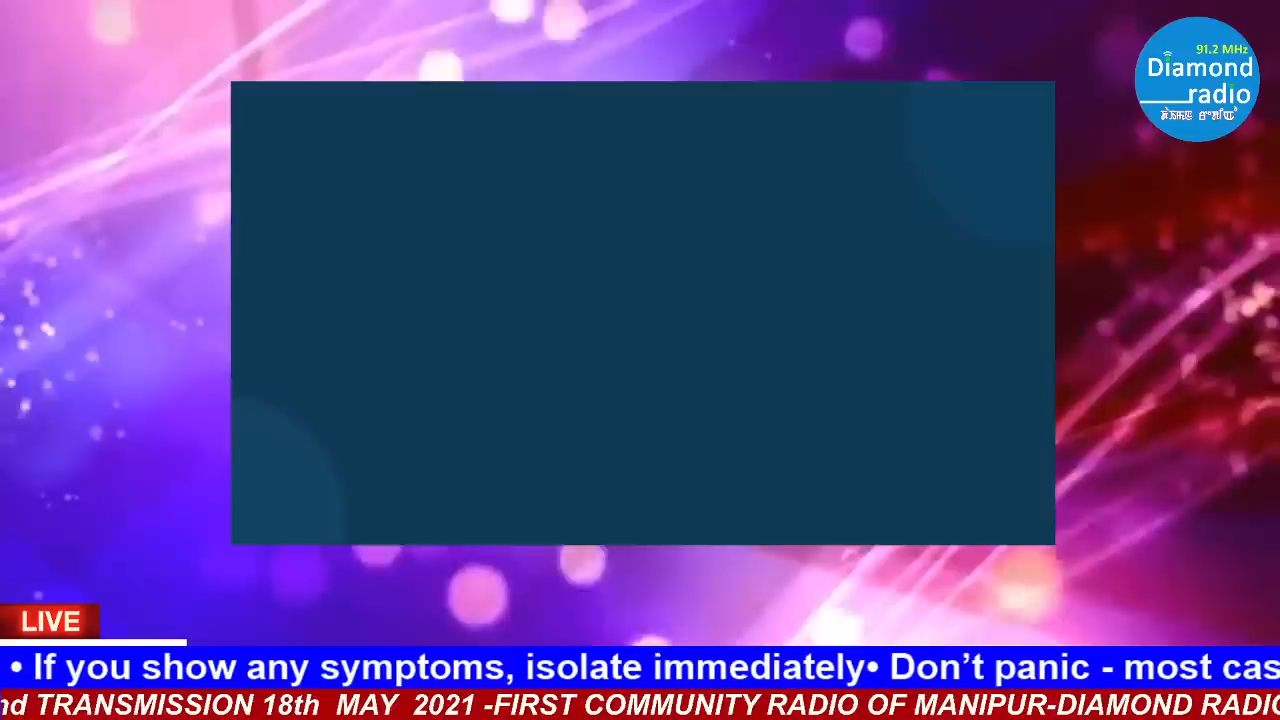 91.2 MHz
Diamond
radio
LIVE
• If you show any symptoms, isolate immediately• Don’t panic - most cas
nd TRANSMISSION 18th MAY 2021 -FIRST COMMUNITY RADIO OF MANIPUR-DIAMOND RADIO